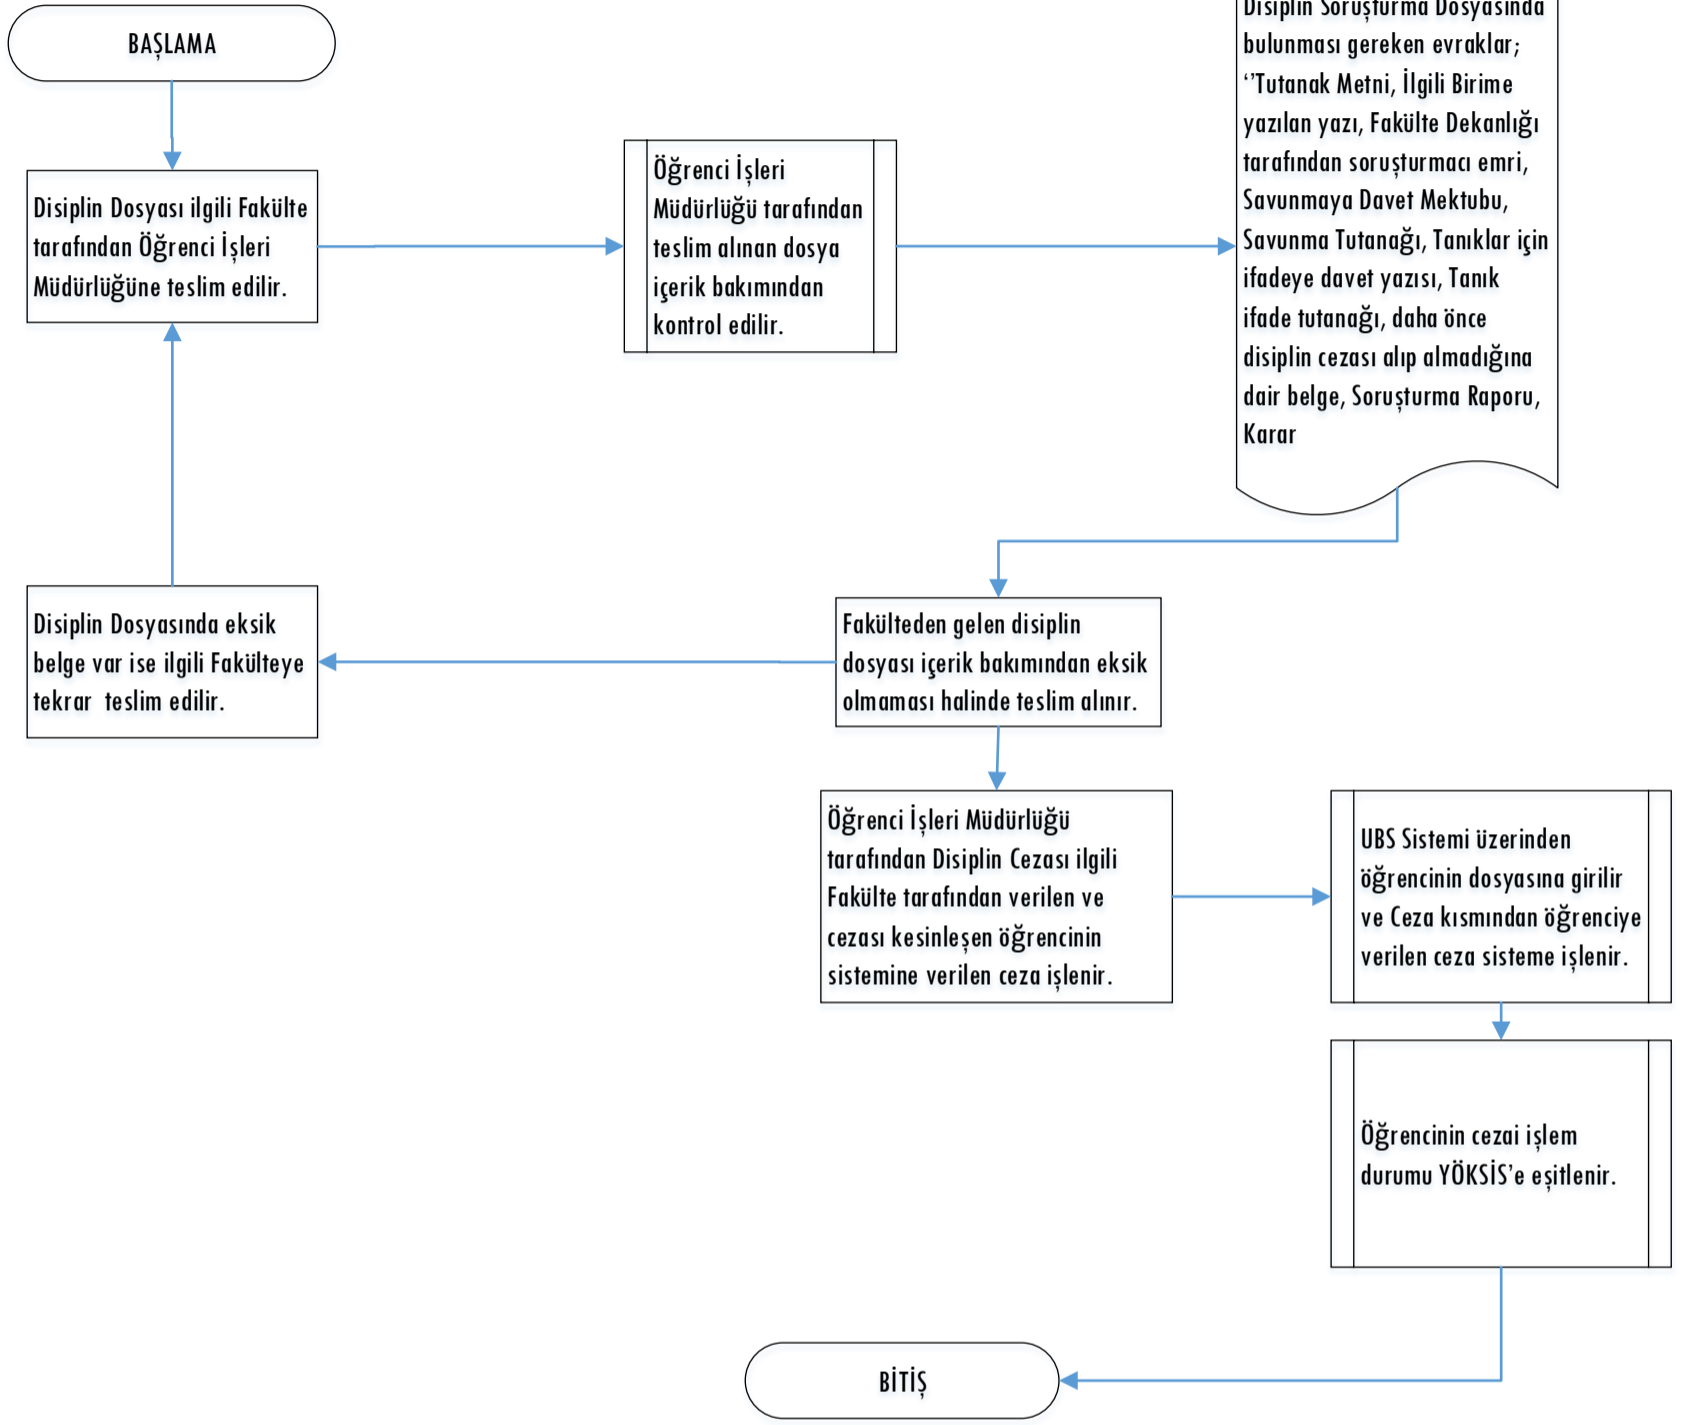 BAŞLAMA
Disiplin Dosyası ilgili Fakülte
tarafından Öğrenci İşleri
Müdürlüğüne teslim edilir.
Öğrenci İşleri
Müdürlüğü tarafından
teslim alınan dosya
içerik bakımından
kontrol edilir.
Disiplin Soruşturma Dosyasında
bulunması gereken evraklar;
‘’Tutanak Metni, İlgili Birime
yazılan yazı, Fakülte Dekanlığı
tarafından soruşturmacı emri,
Savunmaya Davet Mektubu,
Savunma Tutanağı, Tanıklar için
ifadeye davet yazısı, Tanık
ifade tutanağı, daha önce
disiplin cezası alıp almadığına
dair belge, Soruşturma Raporu,
Karar
Disiplin Dosyasında eksik
belge var ise ilgili Fakülteye
tekrar  teslim edilir.
Fakülteden gelen disiplin
dosyası içerik bakımından eksik
olmaması halinde teslim alınır.
Öğrenci İşleri Müdürlüğü
tarafından Disiplin Cezası ilgili
Fakülte tarafından verilen ve
cezası kesinleşen öğrencinin
sistemine verilen ceza işlenir.
UBS Sistemi üzerinden
öğrencinin dosyasına girilir
ve Ceza kısmından öğrenciye
verilen ceza sisteme işlenir.
Öğrencinin cezai işlem
durumu YÖKSİS’e eşitlenir.
BİTİŞ